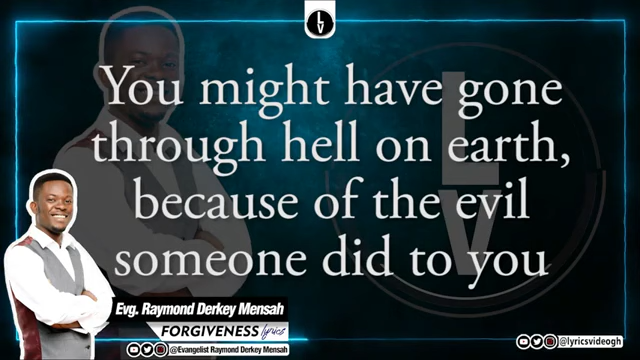 L
V
You might have gone
through hell on earth,
because of the evil
someone did to you
L
V
Evg. Raymond Derkey Mensah
FORGIVENESS lyrics
@Evangelist Raymond Derkey Mensah
@lyricsvideogh